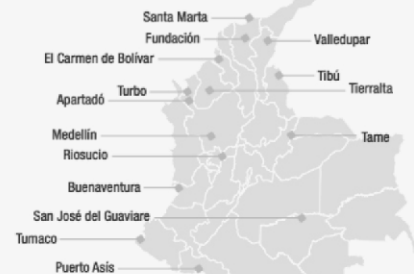 Santa Marta
Fundación
Valledupar
El Carmen de Bolívar
Tibú
Turbo
Tierralta
Apartadó
Medellín
Tame
Riosucio
Buenaventura
San José del Guaviare
Tumaco
Puerto Asís